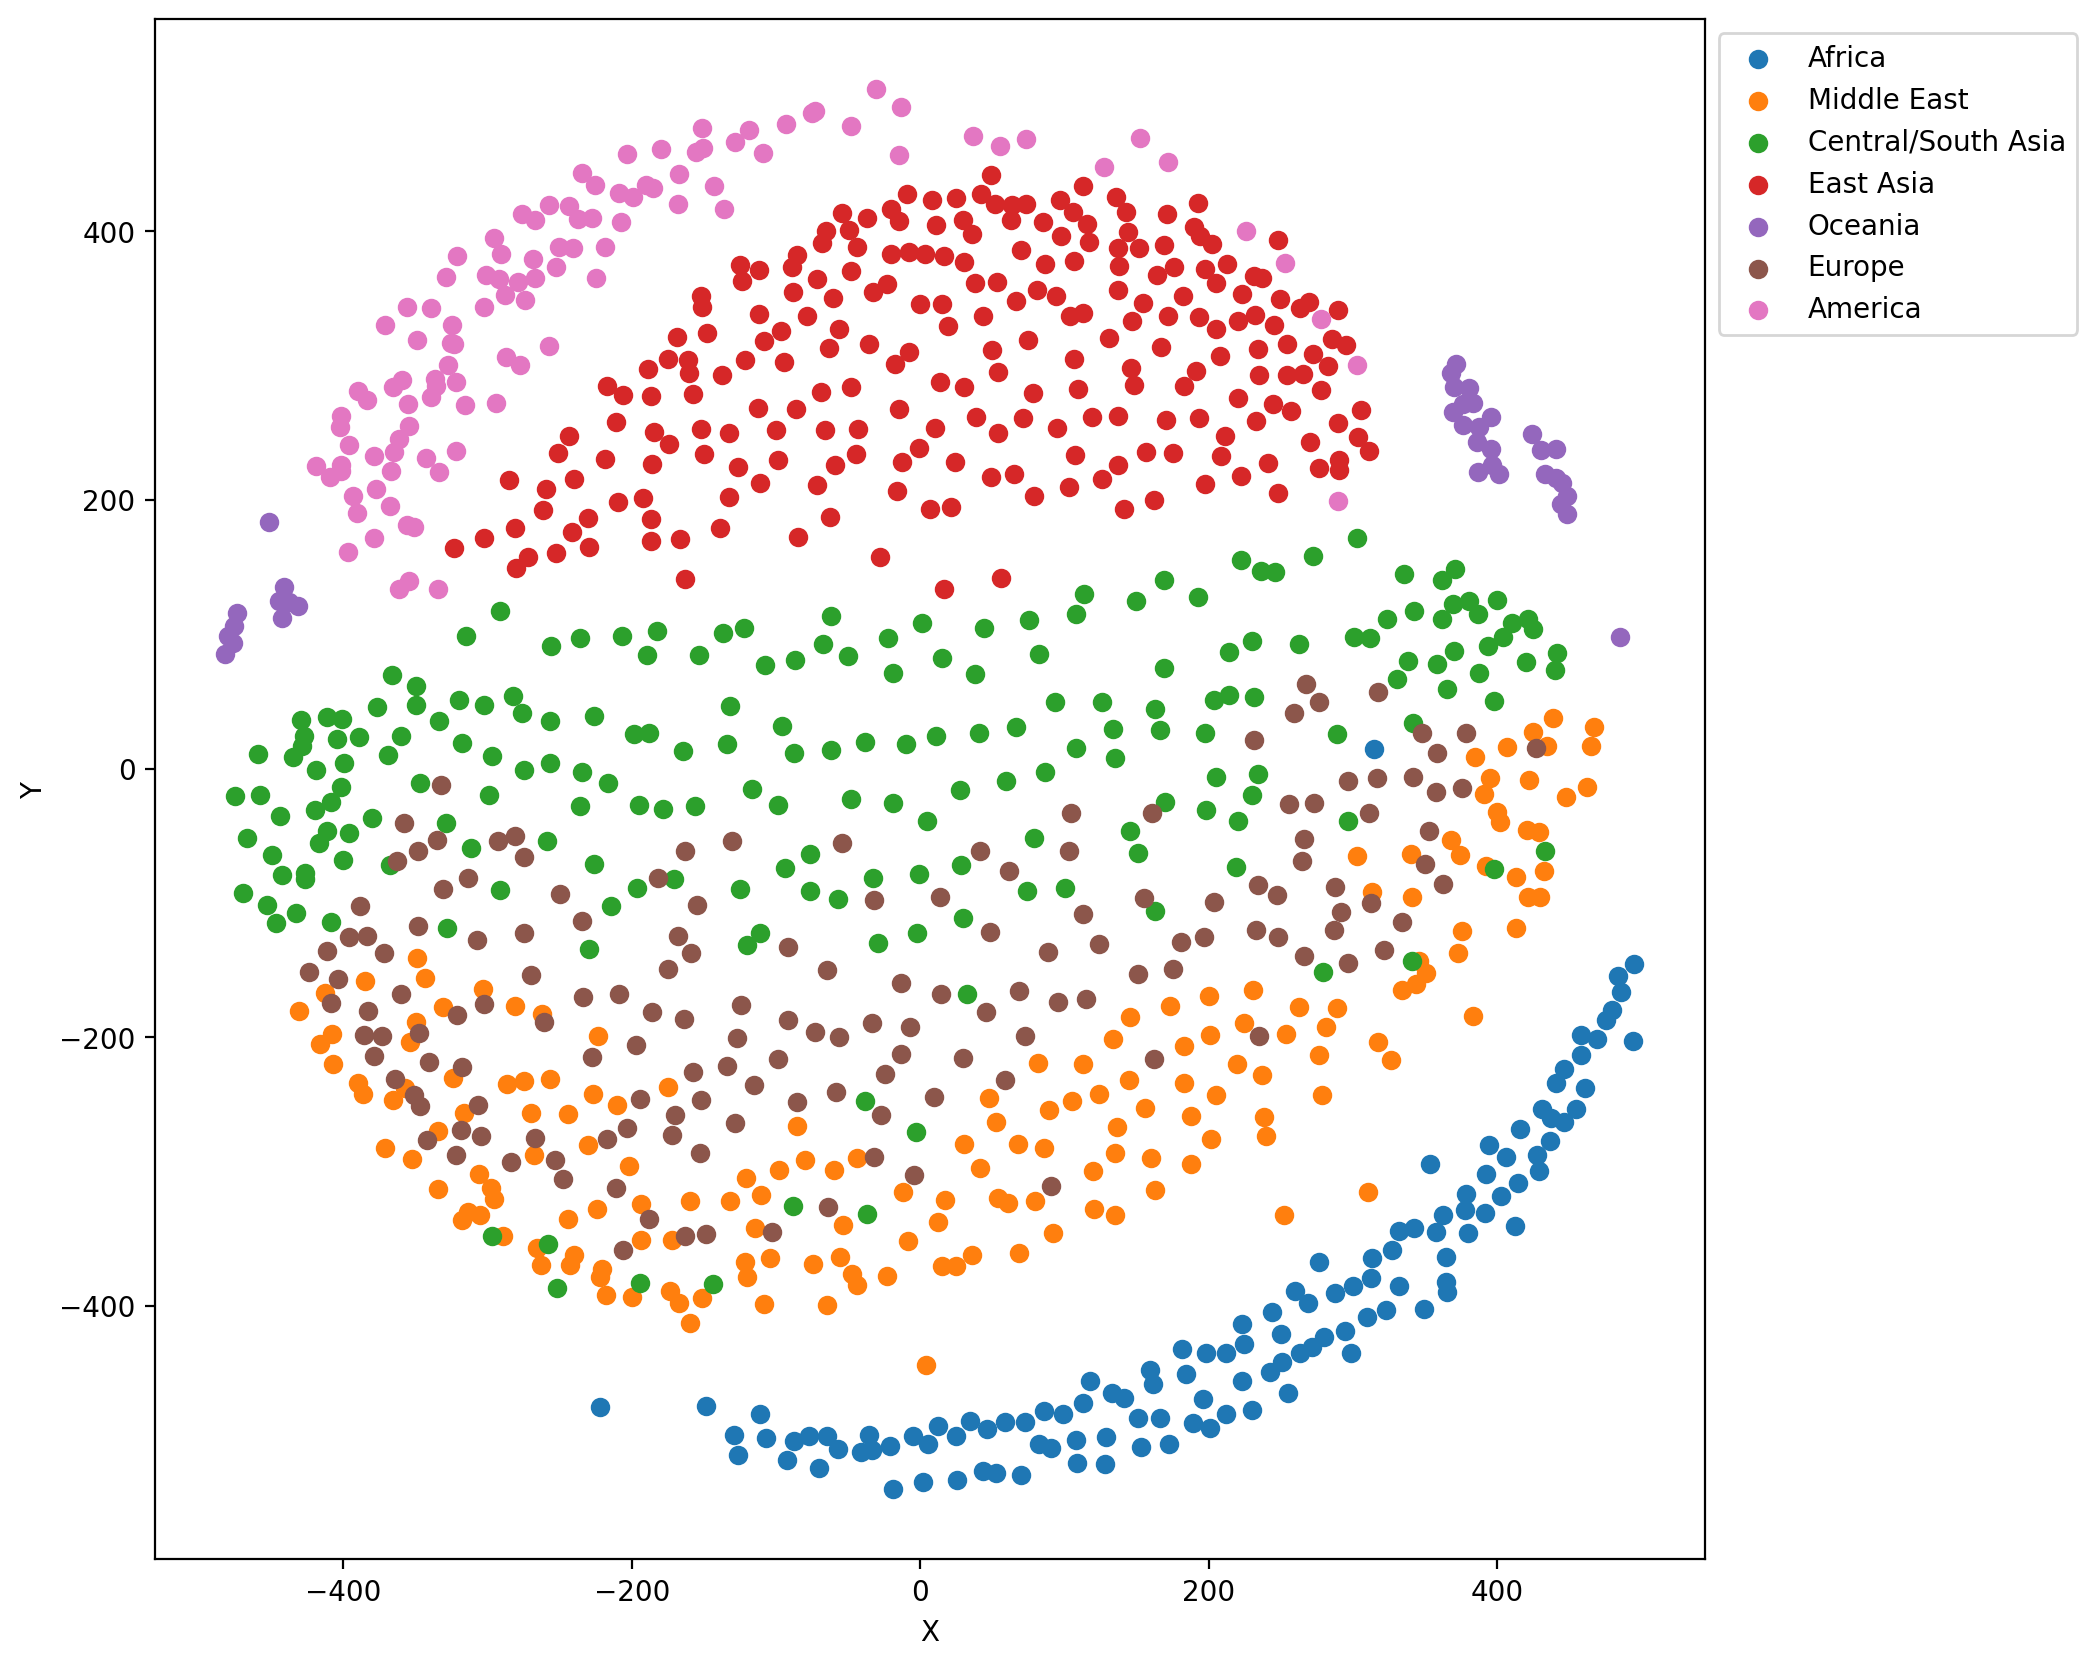 Africa
Middle East
Central/South Asia
East Asia
Oceania
Europe
America
400
200
0
−200
−400
Y
−400
−200
0
200
400
X